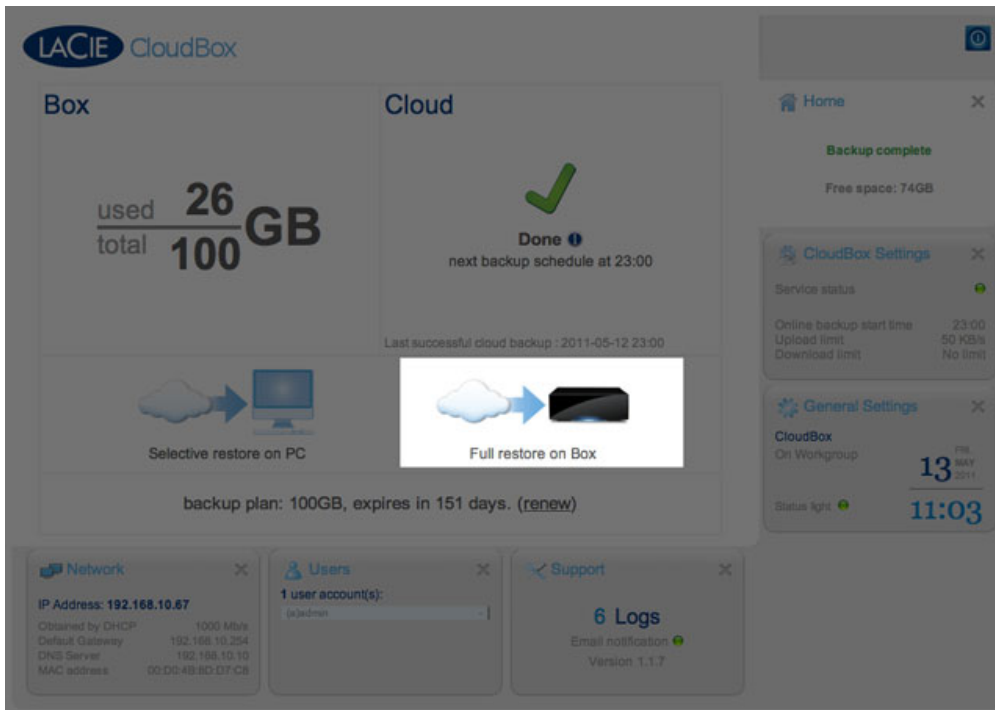 LACIE CloudBox
Box
used 26 GB
total 100
Cloud
Done
next backup schedule at 23:00
Last successful cloud backup : 2011-05-12 23:00
Selective restore on PC
Full restore on Box
backup plan: 100GB, expires in 151 days. (renew)
Home
Backup complete
Free space: 74GB
CloudBox Settings
Service status
Online backup start time 23:00
Upload limit 50 KB/s
Download limit No limit
General Settings
CloudBox
On Workgroup
FRI.
13 MAY
2011
Status light
11:03
Network
IP Address: 192.168.10.67
Obtained by DHCP 1000 Mb/s
Default Gateway 192.168.10.254
DNS Server 192.168.10.10
MAC address 00:D0:4B:8D:D7:C8
Users
1 user account(s):
(a)admin
Support
6 Logs
Email notification
Version 1.1.7